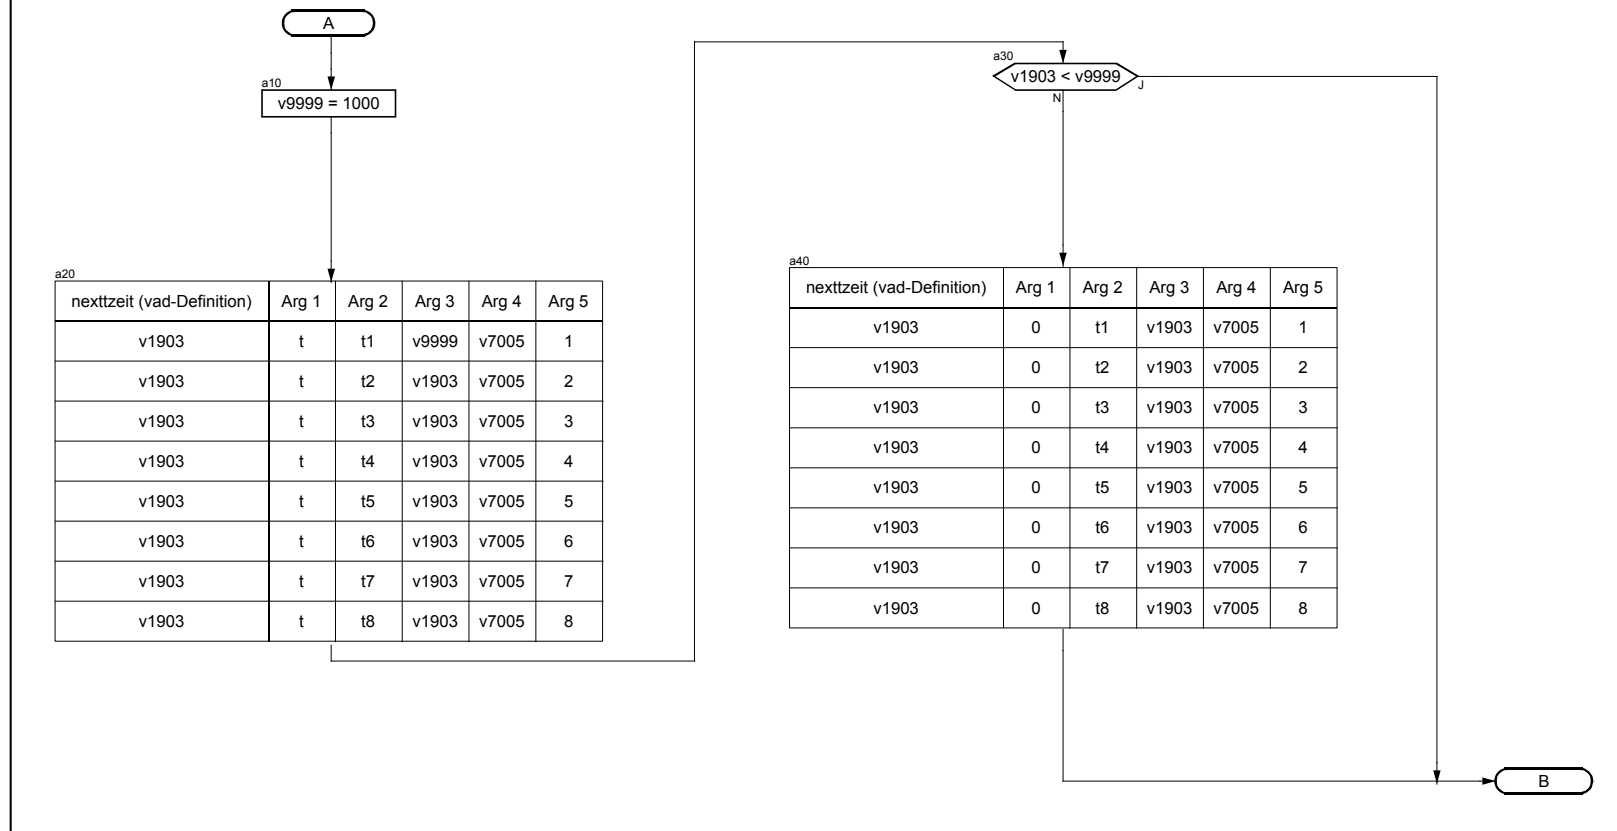 A
a10
v9999 = 1000
a20
nexttzeit (vad-Definition) Arg 1 Arg 2 Arg 3 Arg 4 Arg 5
v1903 t t1 v9999 v7005 1
v1903 t t2 v1903 v7005 2
v1903 t t3 v1903 v7005 3
v1903 t t4 v1903 v7005 4
v1903 t t5 v1903 v7005 5
v1903 t t6 v1903 v7005 6
v1903 t t7 v1903 v7005 7
v1903 t t8 v1903 v7005 8
a30
v1903 < v9999
N J
a40
nexttzeit (vad-Definition) Arg 1 Arg 2 Arg 3 Arg 4 Arg 5
v1903 0 t1 v1903 v7005 1
v1903 0 t2 v1903 v7005 2
v1903 0 t3 v1903 v7005 3
v1903 0 t4 v1903 v7005 4
v1903 0 t5 v1903 v7005 5
v1903 0 t6 v1903 v7005 6
v1903 0 t7 v1903 v7005 7
v1903 0 t8 v1903 v7005 8
B